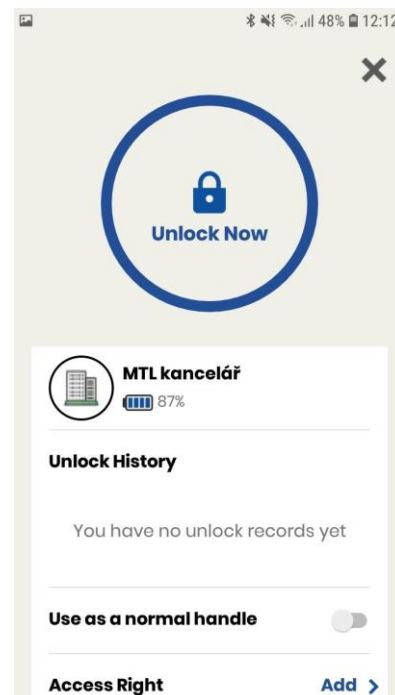 48% 12:12
Unlock Now
MTL kancelář
87%
Unlock History
You have no unlock records yet
Use as a normal handle
Access Right Add >